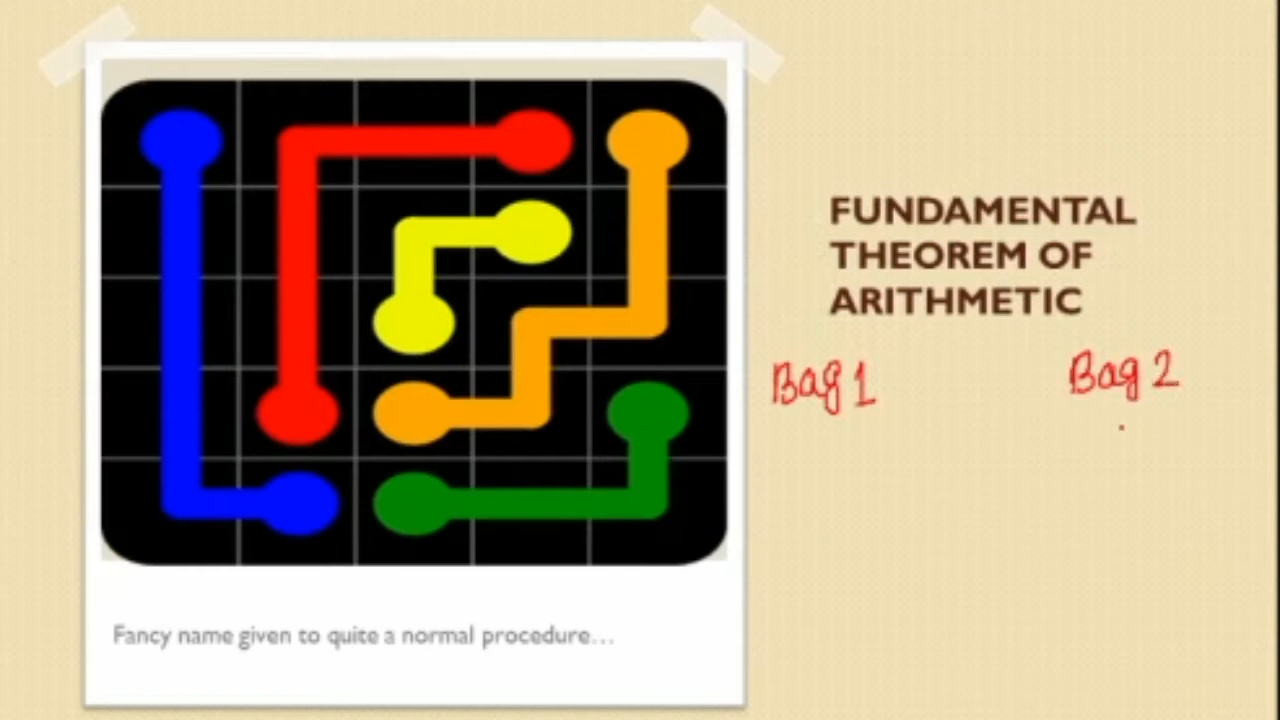 FUNDAMENTAL
THEOREM OF
ARITHMETIC
Bag 1
Bag 2
Fancy name given to quite a normal procedure...